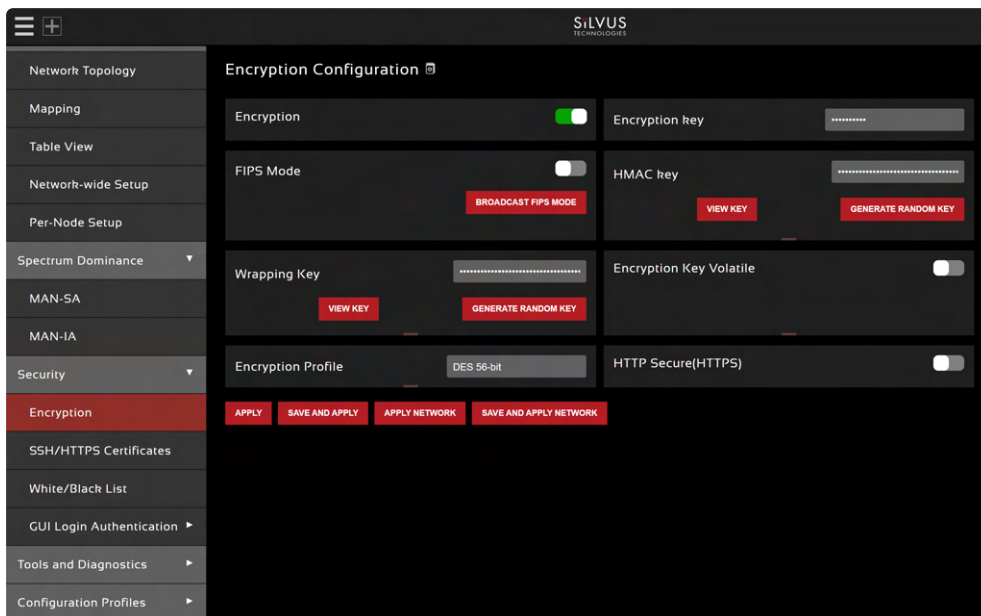 SiLVUS
TECHNOLOGIES
Network Topology
Mapping
Table View
Network-wide Setup
Per-Node Setup
Spectrum Dominance
MAN-SA
MAN-IA
Security
Encryption
SSH/HTTPS Certificates
White/Black List
GUI Login Authentication
Tools and Diagnostics
Configuration Profiles
Encryption Configuration
Encryption
Encryption key
FIPS Mode
BROADCAST FIPS MODE
HMAC key
VIEW KEY GENERATE RANDOM KEY
Wrapping Key
VIEW KEY GENERATE RANDOM KEY
Encryption Key Volatile
Encryption Profile DES 56-bit
HTTP Secure(HTTPS)
APPLY SAVE AND APPLY APPLY NETWORK SAVE AND APPLY NETWORK